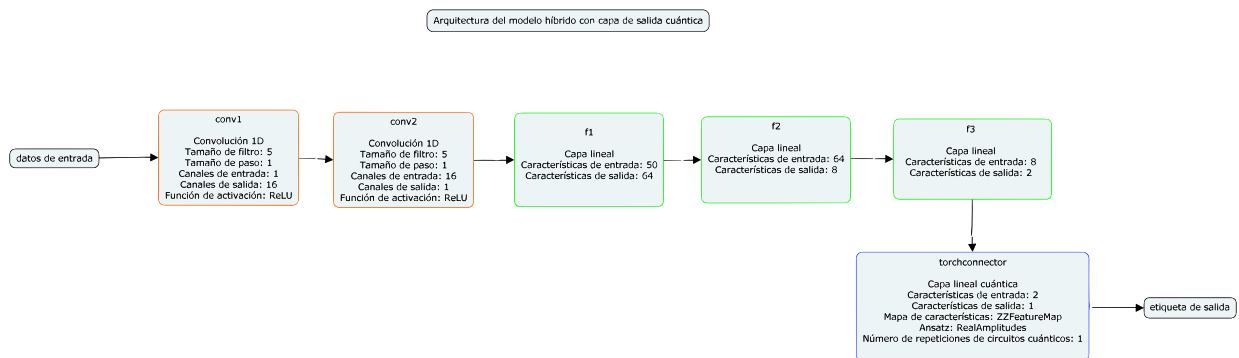 Arquitectura del modelo híbrido con capa de salida cuántica
datos de entrada
conv1
Convolución 1D
Tamaño de filtro: 5
Tamaño de paso: 1
Canales de entrada: 1
Canales de salida: 16
Función de activación: ReLU
conv2
Convolución 1D
Tamaño de filtro: 5
Tamaño de paso: 1
Canales de entrada: 16
Canales de salida: 1
Función de activación: ReLU
f1
Capa lineal
Características de entrada: 50
Características de salida: 64
f2
Capa lineal
Características de entrada: 64
Características de salida: 8
f3
Capa lineal
Características de entrada: 8
Características de salida: 2
torchconnector
Capa lineal cuántica
Características de entrada: 2
Características de salida: 1
Mapa de características: ZZFeatureMap
Ansatz: RealAmplitudes
Número de repeticiones de circuitos cuánticos: 1
etiqueta de salida